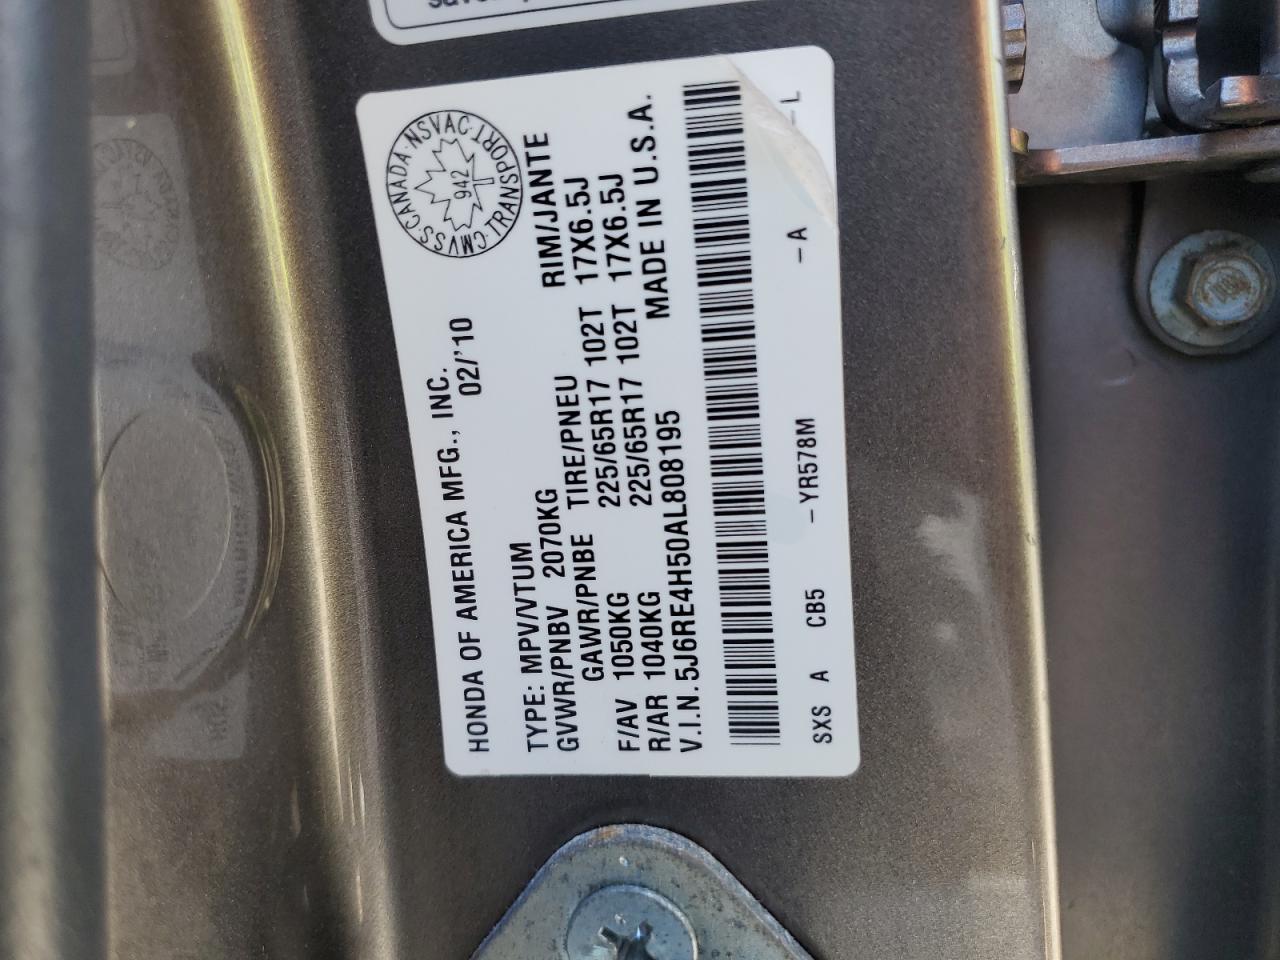 CANADA·NSVAC·TRANSPORT·CMVSS·
942
HONDA OF AMERICA MFG., INC.
02/'10
TYPE: MPV/VTUM
GVWR/PNBV 2070KG
GAWR/PNBE TIRE/PNEU RIM/JANTE
F/AV 1050KG 225/65R17 102T 17X6.5J
R/AR 1040KG 225/65R17 102T 17X6.5J
V.I.N. 5J6RE4H50AL808195 MADE IN U.S.A.
SXS A CB5 - YR578M - A - L